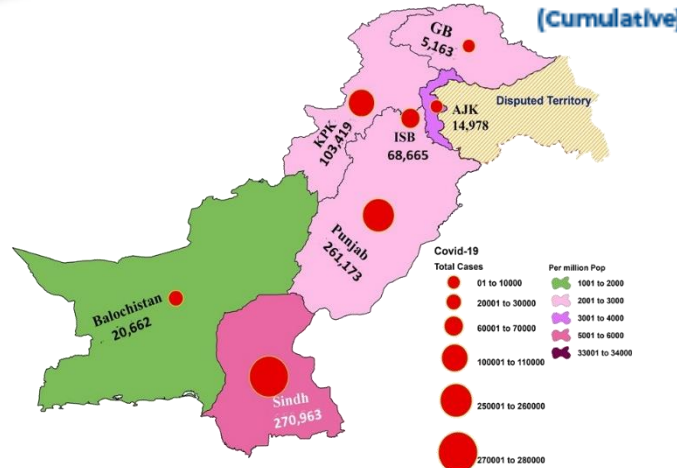 (Cumulative)
GB
5,163
Disputed Territory
AJK
14,978
KPK
103,419
ISB
68,665
Punjab
261,173
Balochistan
20,662
Sindh
270,963
Covid-19
Total Cases
01 to 10000
20001 to 30000
60001 to 70000
100001 to 110000
250001 to 260000
270001 to 280000
Per million Pop
1001 to 2000
2001 to 3000
3001 to 4000
5001 to 6000
33001 to 34000